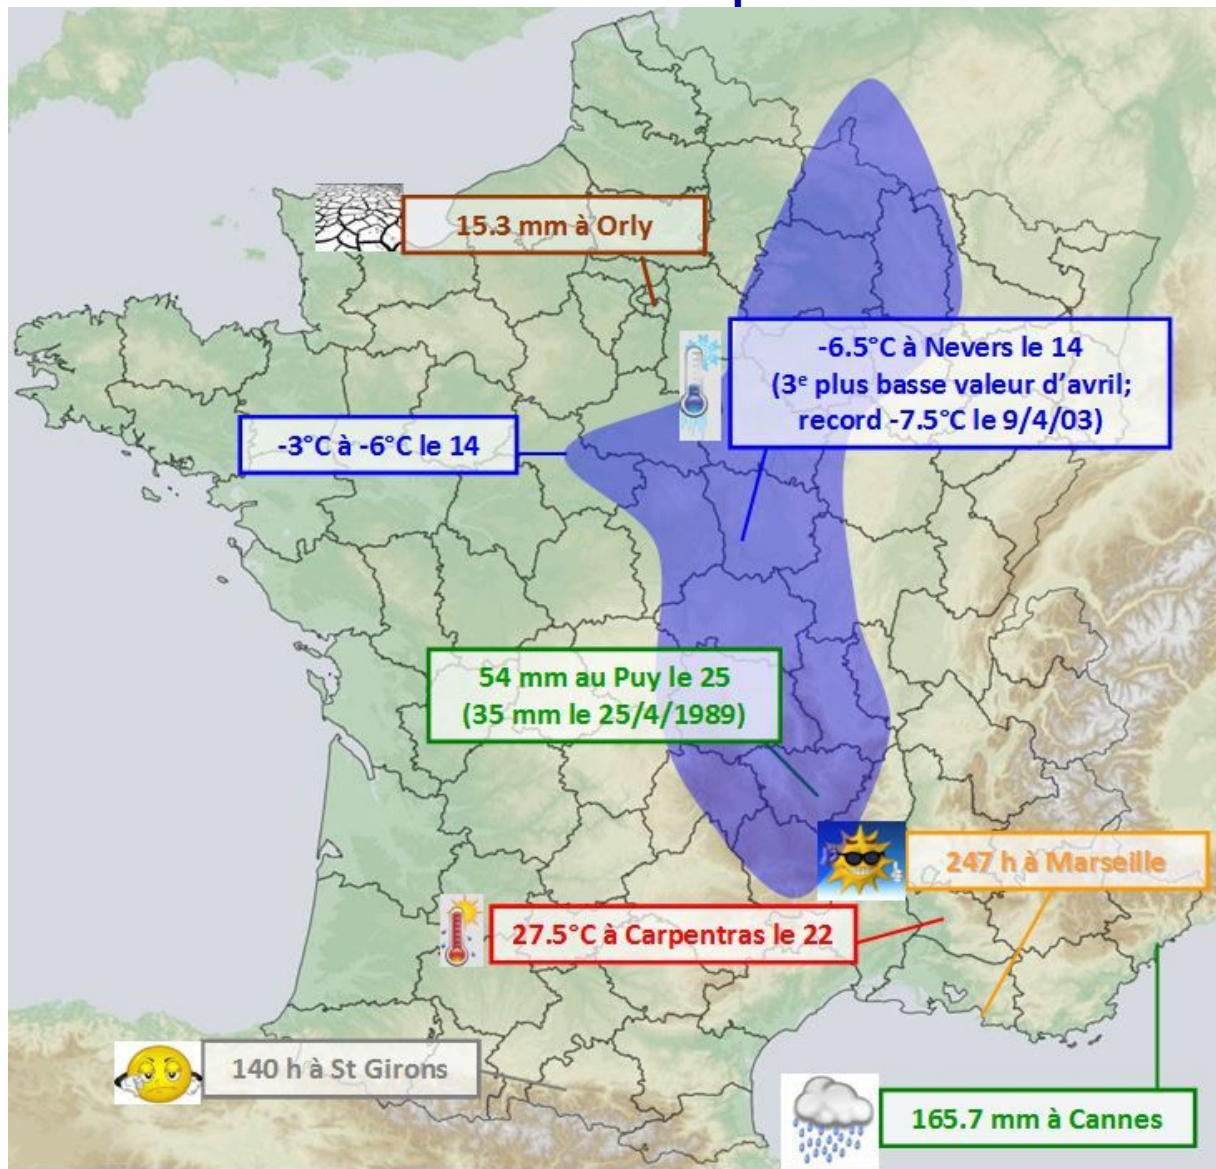 15.3 mm à Orly
-6.5°C à Nevers le 14
(3e plus basse valeur d'avril;
record -7.5°C le 9/4/03)
-3°C à -6°C le 14
54 mm au Puy le 25
(35 mm le 25/4/1989)
247 h à Marseille
27.5°C à Carpentras le 22
140 h à St Girons
165.7 mm à Cannes